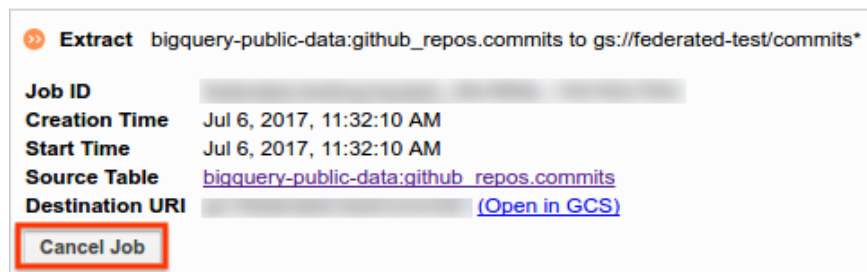 Extract bigquery-public-data:github_repos.commits to gs://federated-test/commits*
Job ID
Creation Time Jul 6, 2017, 11:32:10 AM
Start Time Jul 6, 2017, 11:32:10 AM
Source Table bigquery-public-data:github_repos.commits
Destination URI (Open in GCS)
Cancel Job